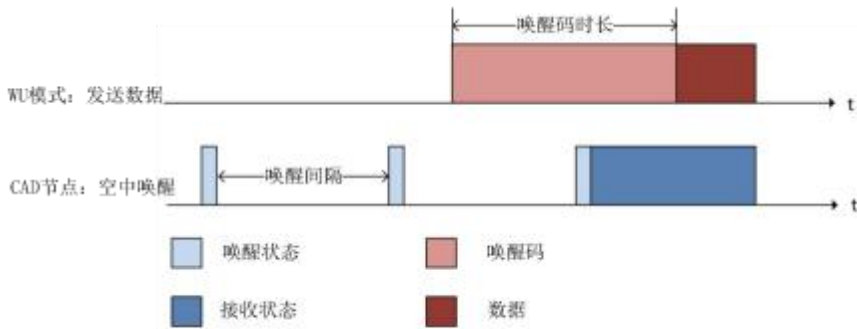 唤醒码时长
WU模式：发送数据
t
CAD节点：空中唤醒
唤醒间隔
t
唤醒状态
唤醒码
接收状态
数据